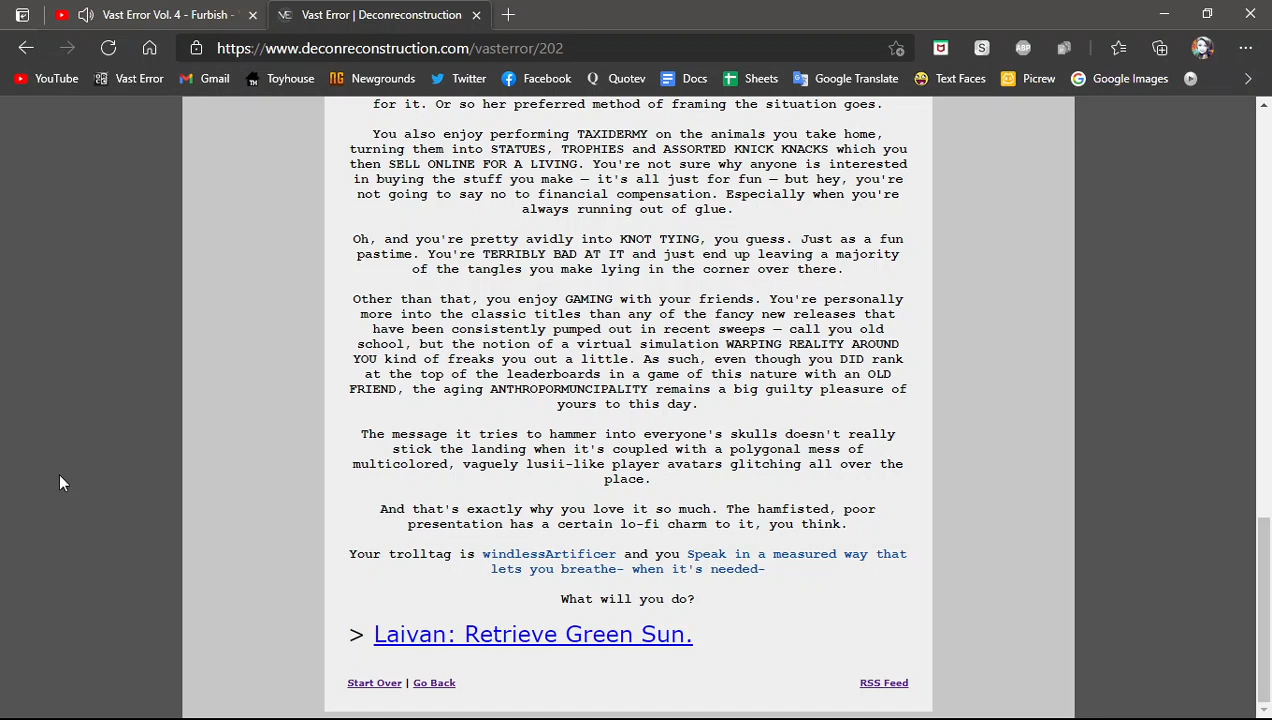 Vast Error Vol. 4 - Furbish -
Vast Error | Deconreconstruction
https://www.deconreconstruction.com/vasterror/202
YouTube
Vast Error
Gmail
Toyhouse
Newgrounds
Twitter
Facebook
Quotev
Docs
Sheets
Google Translate
Text Faces
Picrew
Google Images
for it. Or so her preferred method of framing the situation goes.
You also enjoy performing TAXIDERMY on the animals you take home,
turning them into STATUES, TROPHIES and ASSORTED KNICK KNACKS which you
then SELL ONLINE FOR A LIVING. You're not sure why anyone is interested
in buying the stuff you make — it's all just for fun — but hey, you're
not going to say no to financial compensation. Especially when you're
always running out of glue.
Oh, and you're pretty avidly into KNOT TYING, you guess. Just as a fun
pastime. You're TERRIBLY BAD AT IT and just end up leaving a majority
of the tangles you make lying in the corner over there.
Other than that, you enjoy GAMING with your friends. You're personally
more into the classic titles than any of the fancy new releases that
have been consistently pumped out in recent sweeps — call you old
school, but the notion of a virtual simulation WARPING REALITY AROUND
YOU kind of freaks you out a little. As such, even though you DID rank
at the top of the leaderboards in a game of this nature with an OLD
FRIEND, the aging ANTHROPORMUNCIPALITY remains a big guilty pleasure of
yours to this day.
The message it tries to hammer into everyone's skulls doesn't really
stick the landing when it's coupled with a polygonal mess of
multicolored, vaguely lusii-like player avatars glitching all over the
place.
And that's exactly why you love it so much. The hamfisted, poor
presentation has a certain lo-fi charm to it, you think.
Your trolltag is windlessArtificer and you Speak in a measured way that
lets you breathe- when it's needed-
What will you do?
> Laivan: Retrieve Green Sun.
Start Over | Go Back
RSS Feed